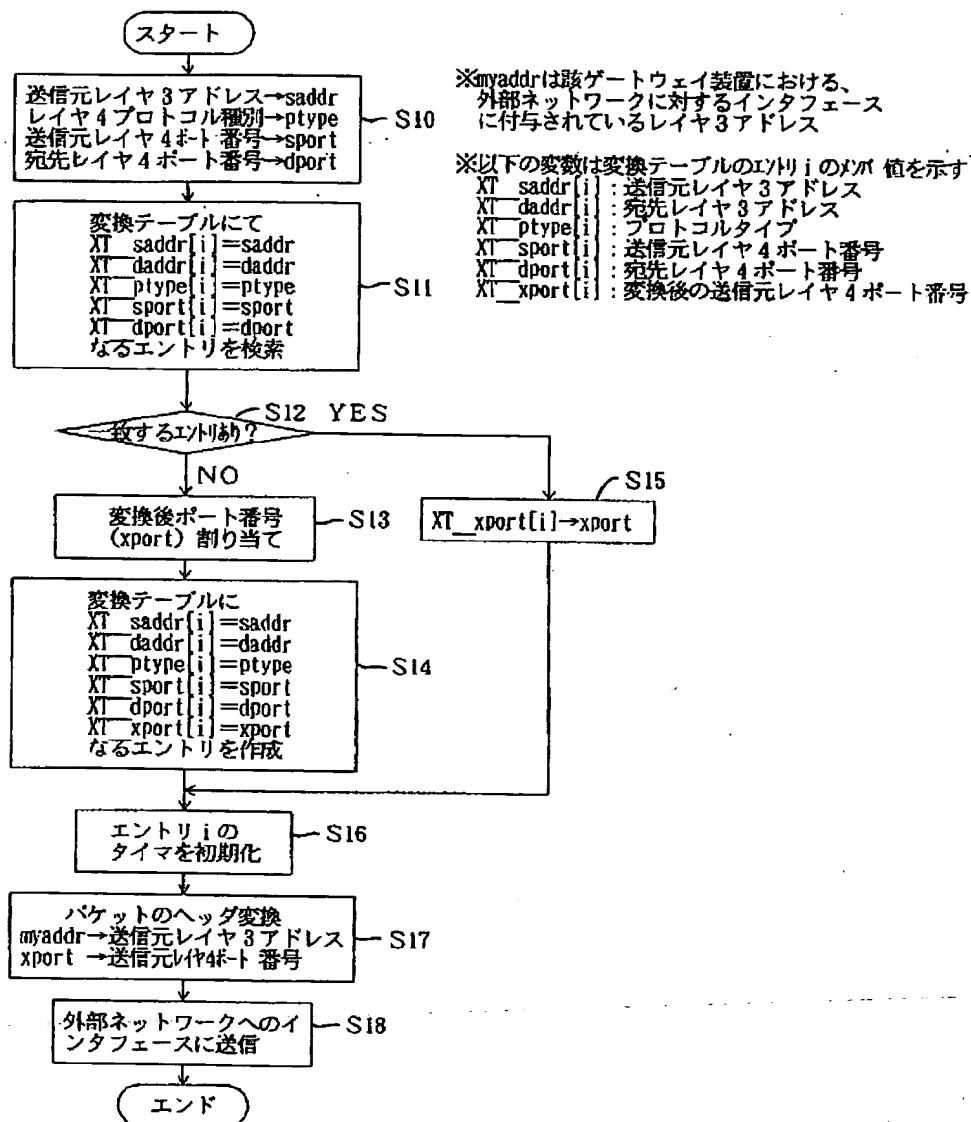 スタート
送信元レイヤ3アドレス→saddr
レイヤ4プロトコル種別→ptype
送信元レイヤ4ポート番号→sport
宛先レイヤ4ポート番号→dport
S10
※myaddrは該ゲートウェイ装置における、
外部ネットワークに対するインタフェース
に付与されているレイヤ3アドレス
※以下の変数は変換テーブルのエントリiのメンバ値を示す
XT__saddr[i]:送信元レイヤ3アドレス
XT__daddr[i]:宛先レイヤ3アドレス
XT__ptype[i]:プロトコルタイプ
XT__sport[i]:送信元レイヤ4ポート番号
XT__dport[i]:宛先レイヤ4ポート番号
XT__xport[i]:変換後の送信元レイヤ4ポート番号
変換テーブルにて
XT__saddr[i]=saddr
XT__daddr[i]=daddr
XT__ptype[i]=ptype
XT__sport[i]=sport
XT__dport[i]=dport
なるエントリを検索
S11
S12 YES
一致するエントリあり?
NO
変換後ポート番号
(xport)割り当て
S13
S15
XT__xport[i]→xport
変換テーブルに
XT__saddr[i]=saddr
XT__daddr[i]=daddr
XT__ptype[i]=ptype
XT__sport[i]=sport
XT__dport[i]=dport
XT__xport[i]=xport
なるエントリを作成
S14
エントリiの
タイマを初期化
S16
パケットのヘッダ変換
myaddr→送信元レイヤ3アドレス
xport→送信元レイヤ4ポート番号
S17
外部ネットワークへのイ
ンタフェースに送信
S18
エンド